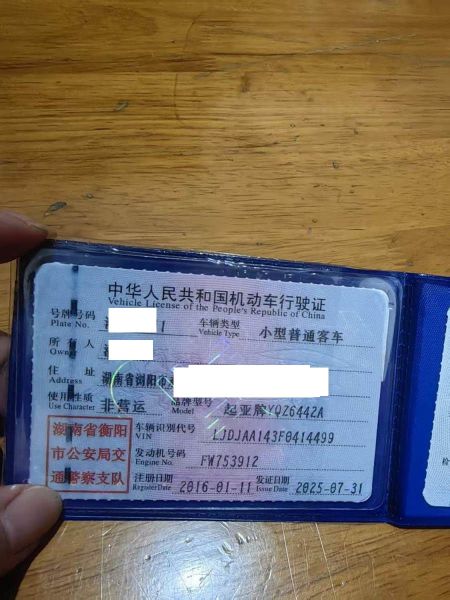 中华人民共和国机动车行驶证
Vehicle License of the People's Republic of China
号牌号码 车辆类型 小型普通客车
Plate No. Vehicle Type
所有人
Owner
住址 湖南省浏阳市
Address
使用性质 非营运 品牌型号 起亚牌YQZ6442A
Use Character Model
湖南省衡阳 车辆识别代号 LJDJAA143F0414499
VIN
市公安局交 发动机号码 FW753912
Engine No.
通警察支队 注册日期 2016-01-11 发证日期 2025-07-31
Register Date Issue Date